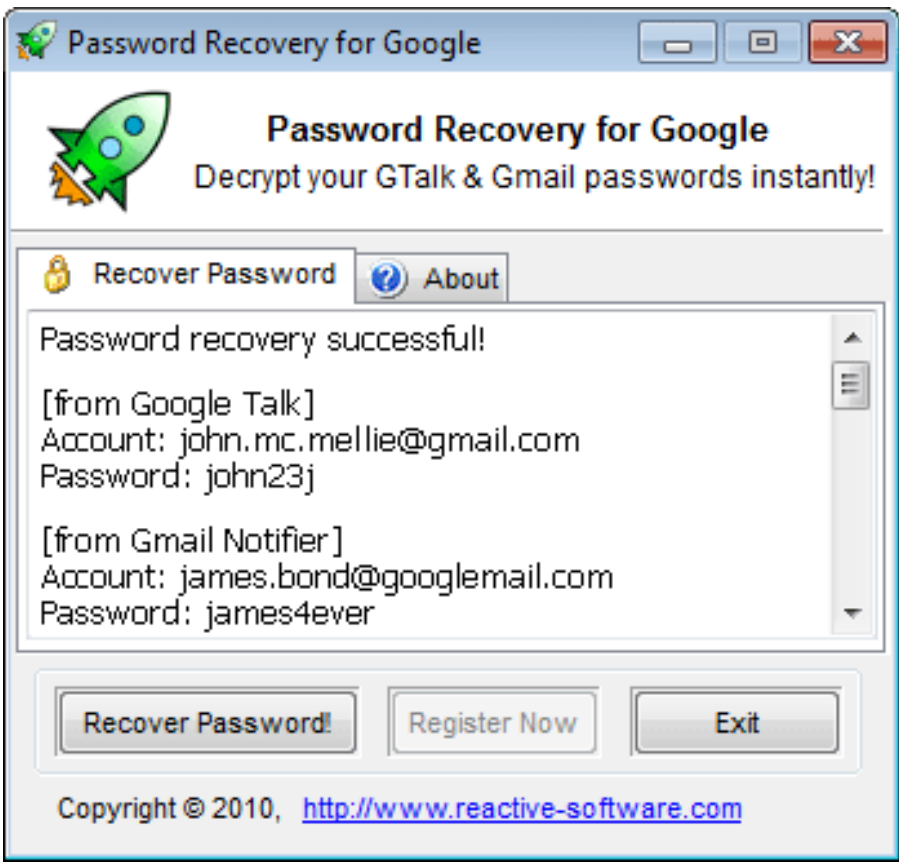 Password Recovery for Google
Password Recovery for Google
Decrypt your GTalk & Gmail passwords instantly!
Recover Password
About
Password recovery successful!
[from Google Talk]
Account: john.mc.mellie@gmail.com
Password: john23j
[from Gmail Notifier]
Account: james.bond@googlemail.com
Password: james4ever
Recover Password!
Register Now
Exit
Copyright © 2010, http://www.reactive-software.com